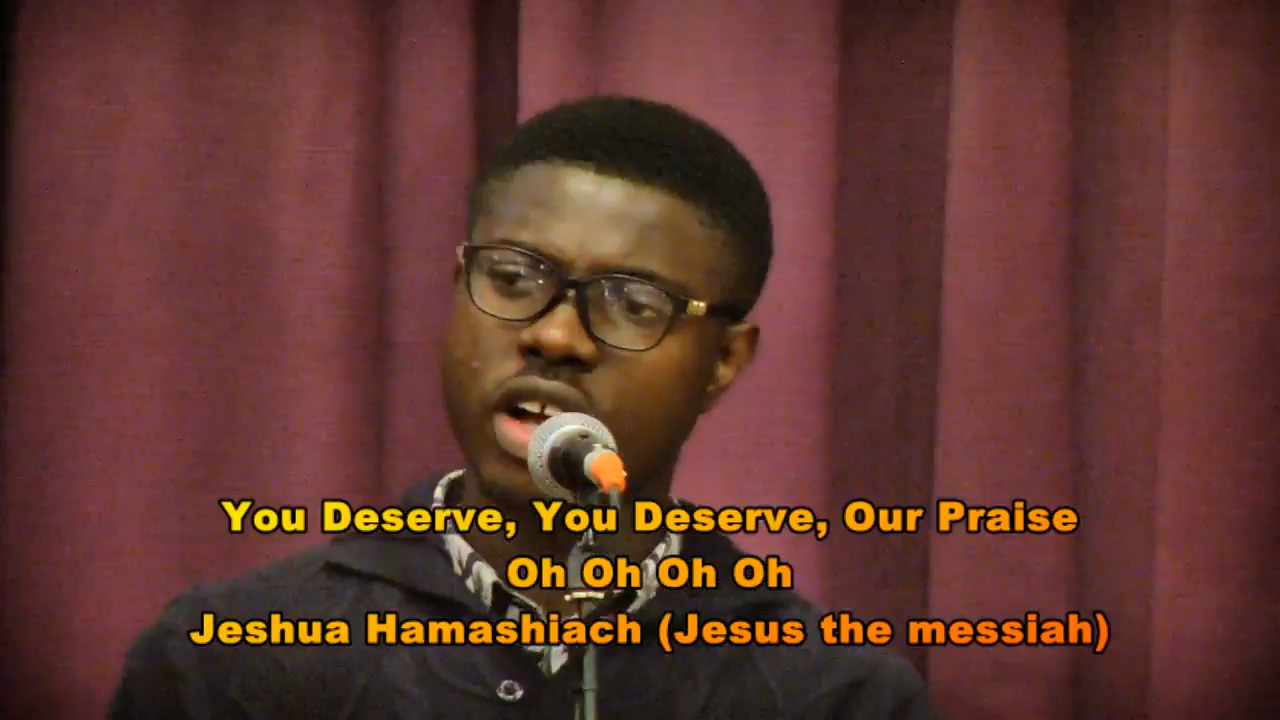 You Deserve, You Deserve, Our Praise
Oh Oh Oh Oh
Jeshua Hamashiach (Jesus the messiah)